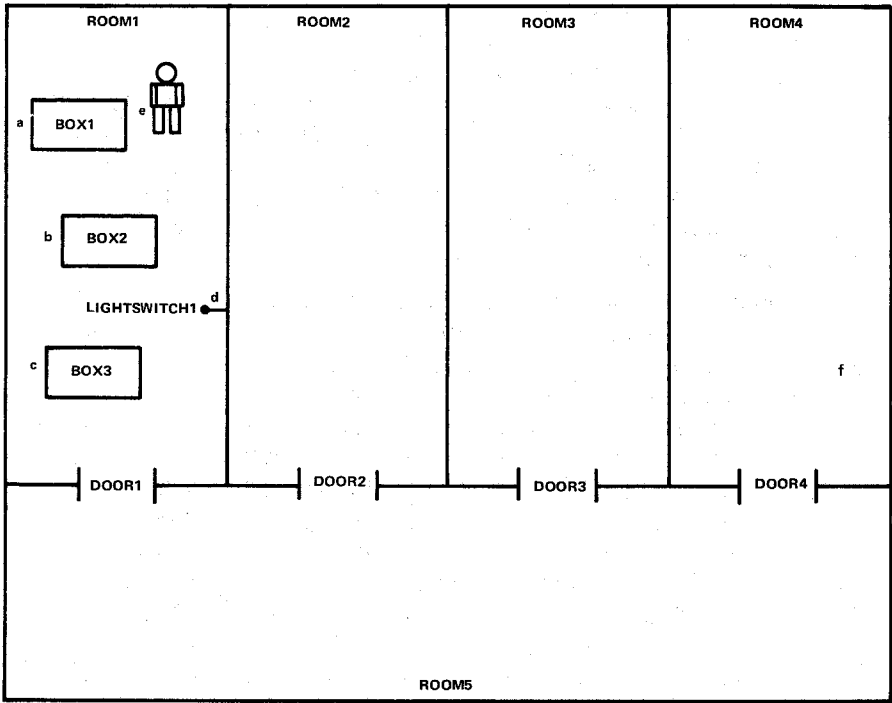 ROOM1 ROOM2 ROOM3 ROOM4
e
a BOX1
b BOX2
d
LIGHTSWITCH1
c BOX3
f
DOOR1 DOOR2 DOOR3 DOOR4
ROOM5